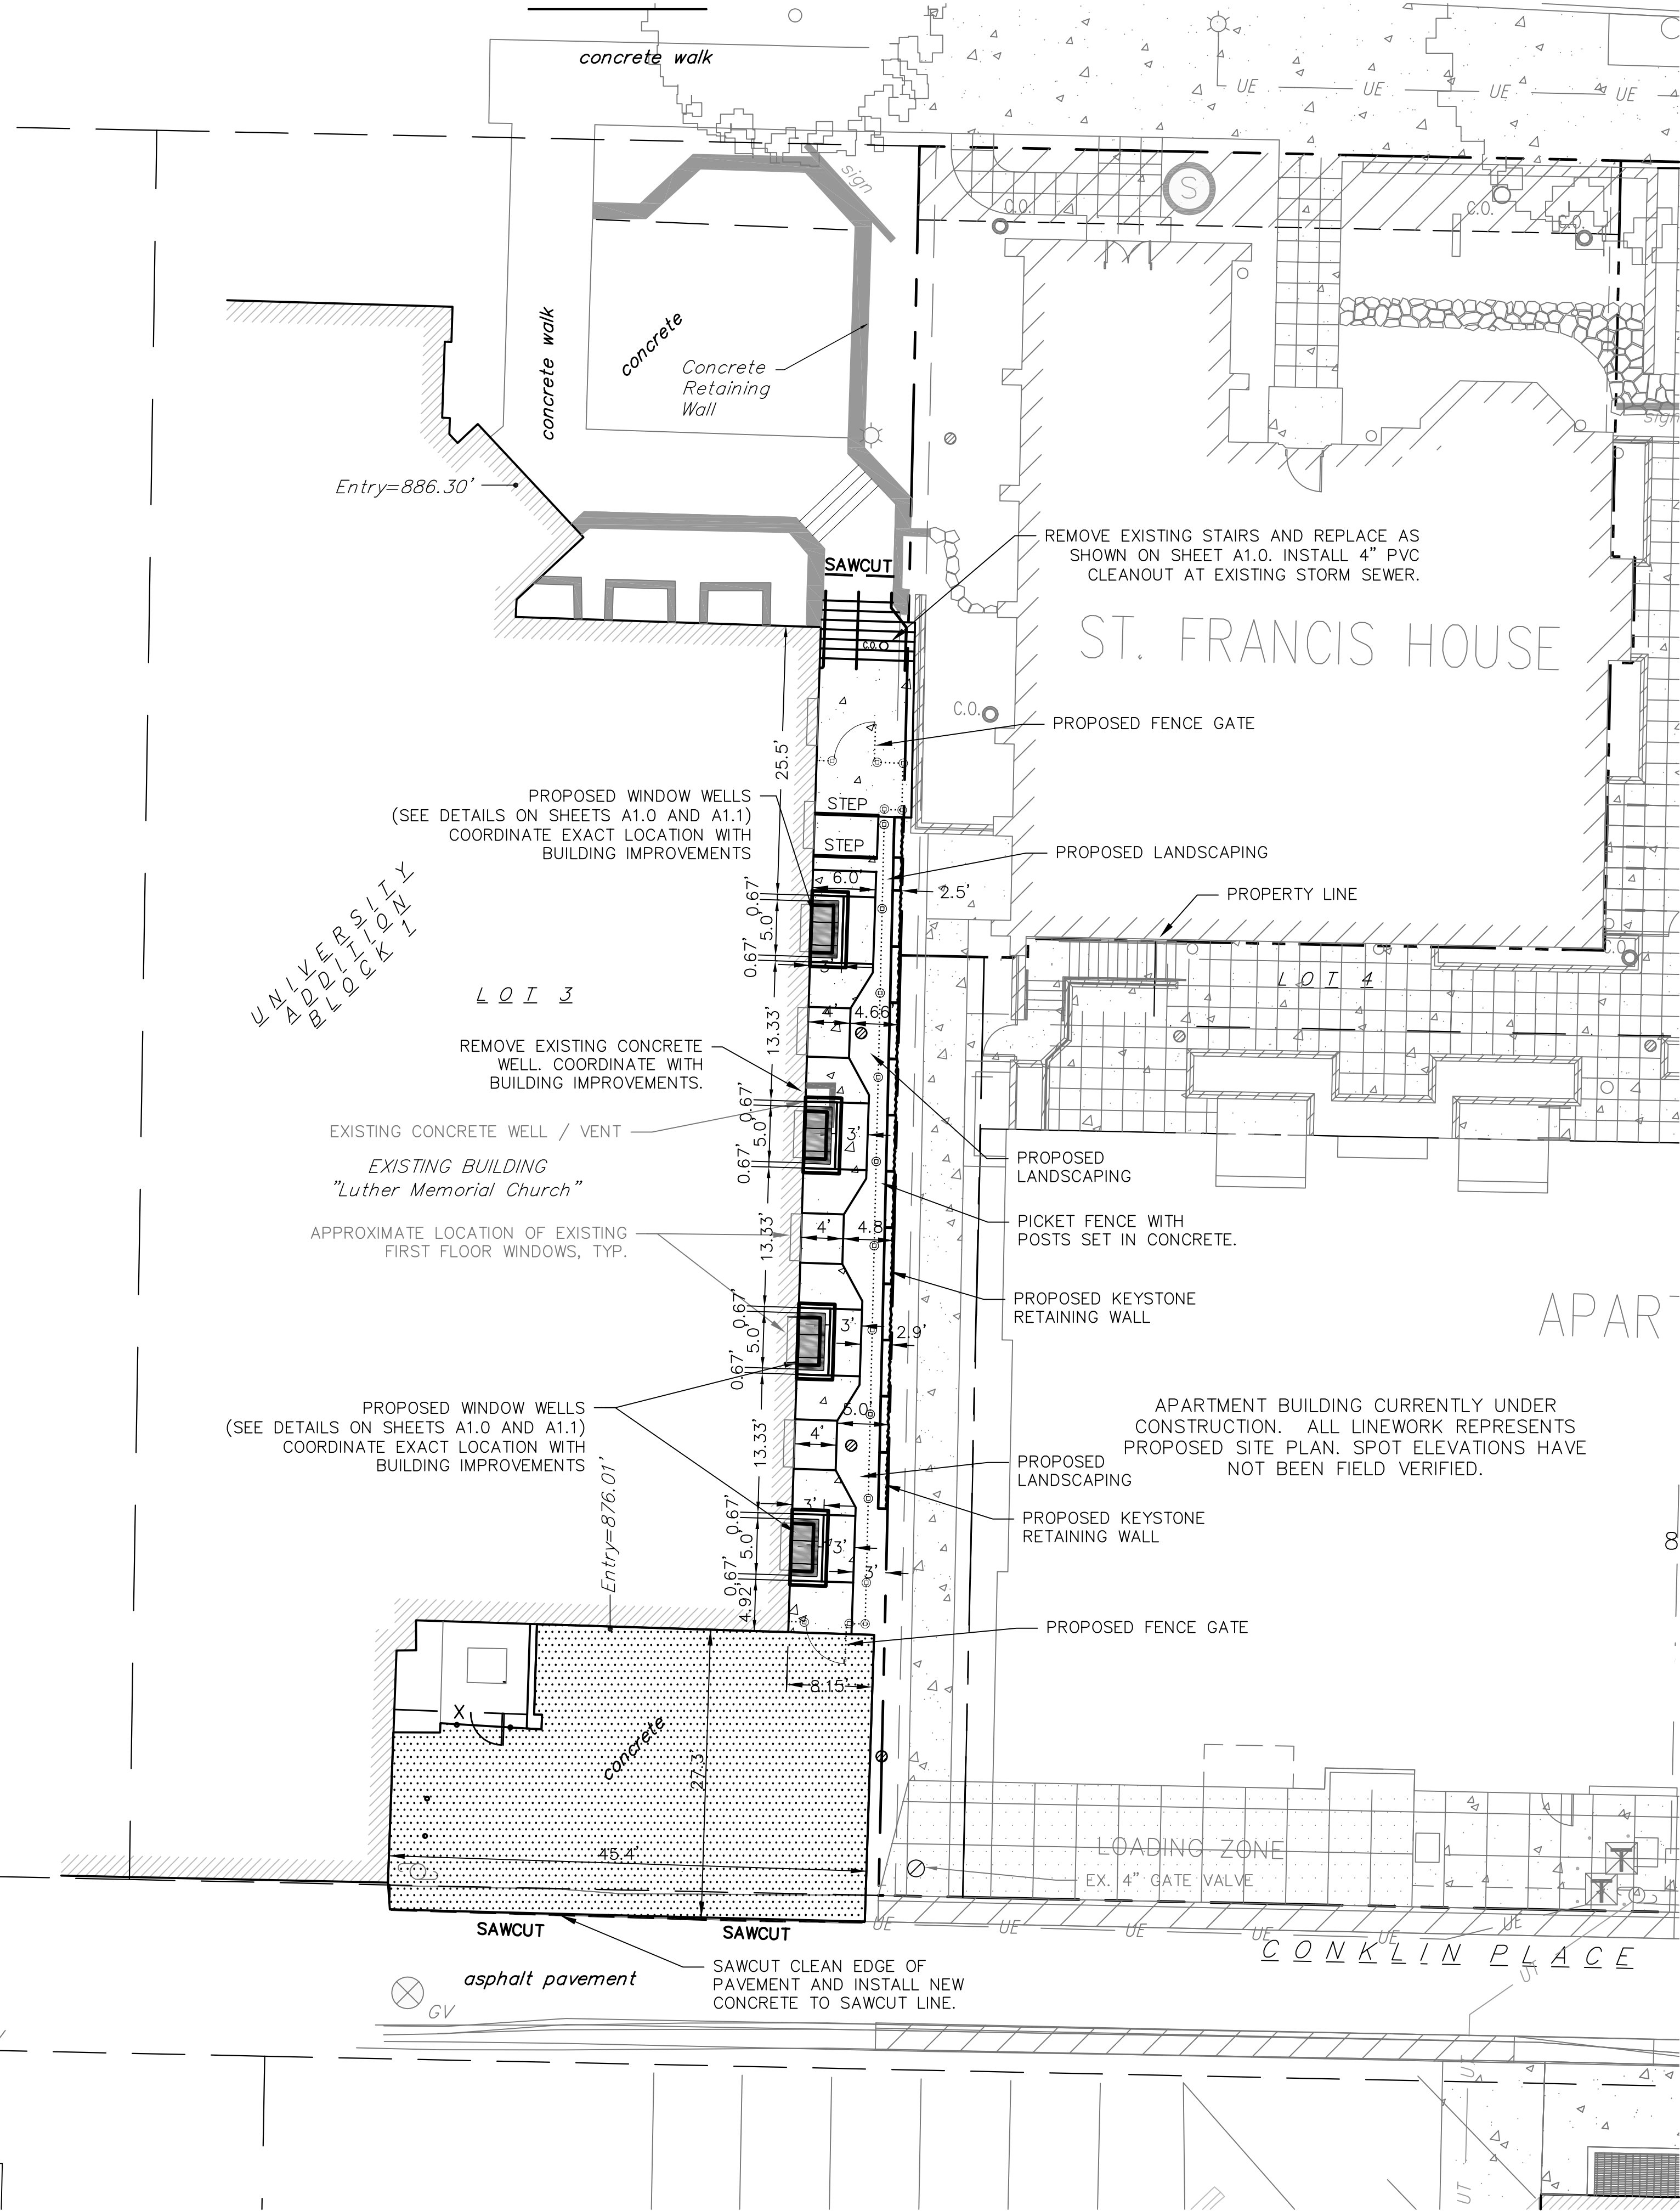 concrete walk
UE
UE
UE
UE
sign
S
C.O.
C.O.
C.O.
concrete walk
concrete
Concrete
Retaining
Wall
sign
Entry=886.30'
REMOVE EXISTING STAIRS AND REPLACE AS
SHOWN ON SHEET A1.0. INSTALL 4" PVC
CLEANOUT AT EXISTING STORM SEWER.
SAWCUT
ST. FRANCIS HOUSE
C.O.
C.O.
PROPOSED FENCE GATE
25.5'
PROPOSED WINDOW WELLS
(SEE DETAILS ON SHEETS A1.0 AND A1.1)
COORDINATE EXACT LOCATION WITH
BUILDING IMPROVEMENTS
STEP
STEP
PROPOSED LANDSCAPING
6.0'
2.5'
PROPERTY LINE
0.67'
5.0'
0.67'
3'
C.O.
UNIVERSITY
ADDITION
BLOCK 1
LOT 3
LOT 4
4'
4.66'
13.33'
REMOVE EXISTING CONCRETE
WELL. COORDINATE WITH
BUILDING IMPROVEMENTS.
EXISTING CONCRETE WELL / VENT
0.67'
5.0'
0.67'
3'
EXISTING BUILDING
"Luther Memorial Church"
PROPOSED
LANDSCAPING
PICKET FENCE WITH
POSTS SET IN CONCRETE.
APPROXIMATE LOCATION OF EXISTING
FIRST FLOOR WINDOWS, TYP.
13.33'
4'
4.8'
PROPOSED KEYSTONE
RETAINING WALL
APAR
0.67'
5.0'
0.67'
3'
2.9'
PROPOSED WINDOW WELLS
(SEE DETAILS ON SHEETS A1.0 AND A1.1)
COORDINATE EXACT LOCATION WITH
BUILDING IMPROVEMENTS
APARTMENT BUILDING CURRENTLY UNDER
CONSTRUCTION. ALL LINEWORK REPRESENTS
PROPOSED SITE PLAN. SPOT ELEVATIONS HAVE
NOT BEEN FIELD VERIFIED.
13.33'
5.0'
4'
PROPOSED
LANDSCAPING
PROPOSED KEYSTONE
RETAINING WALL
Entry=876.01'
3'
0.67'
5.0'
0.67'
3'
3'
4.92'
8
PROPOSED FENCE GATE
8.15'
X
concrete
27.3'
45.4'
LOADING ZONE
EX. 4" GATE VALVE
SAWCUT
SAWCUT
UE
UE
UE
UE
UE
UE
CONKLIN PLACE
SAWCUT CLEAN EDGE OF
PAVEMENT AND INSTALL NEW
CONCRETE TO SAWCUT LINE.
asphalt pavement
GV
UT
UT
UT